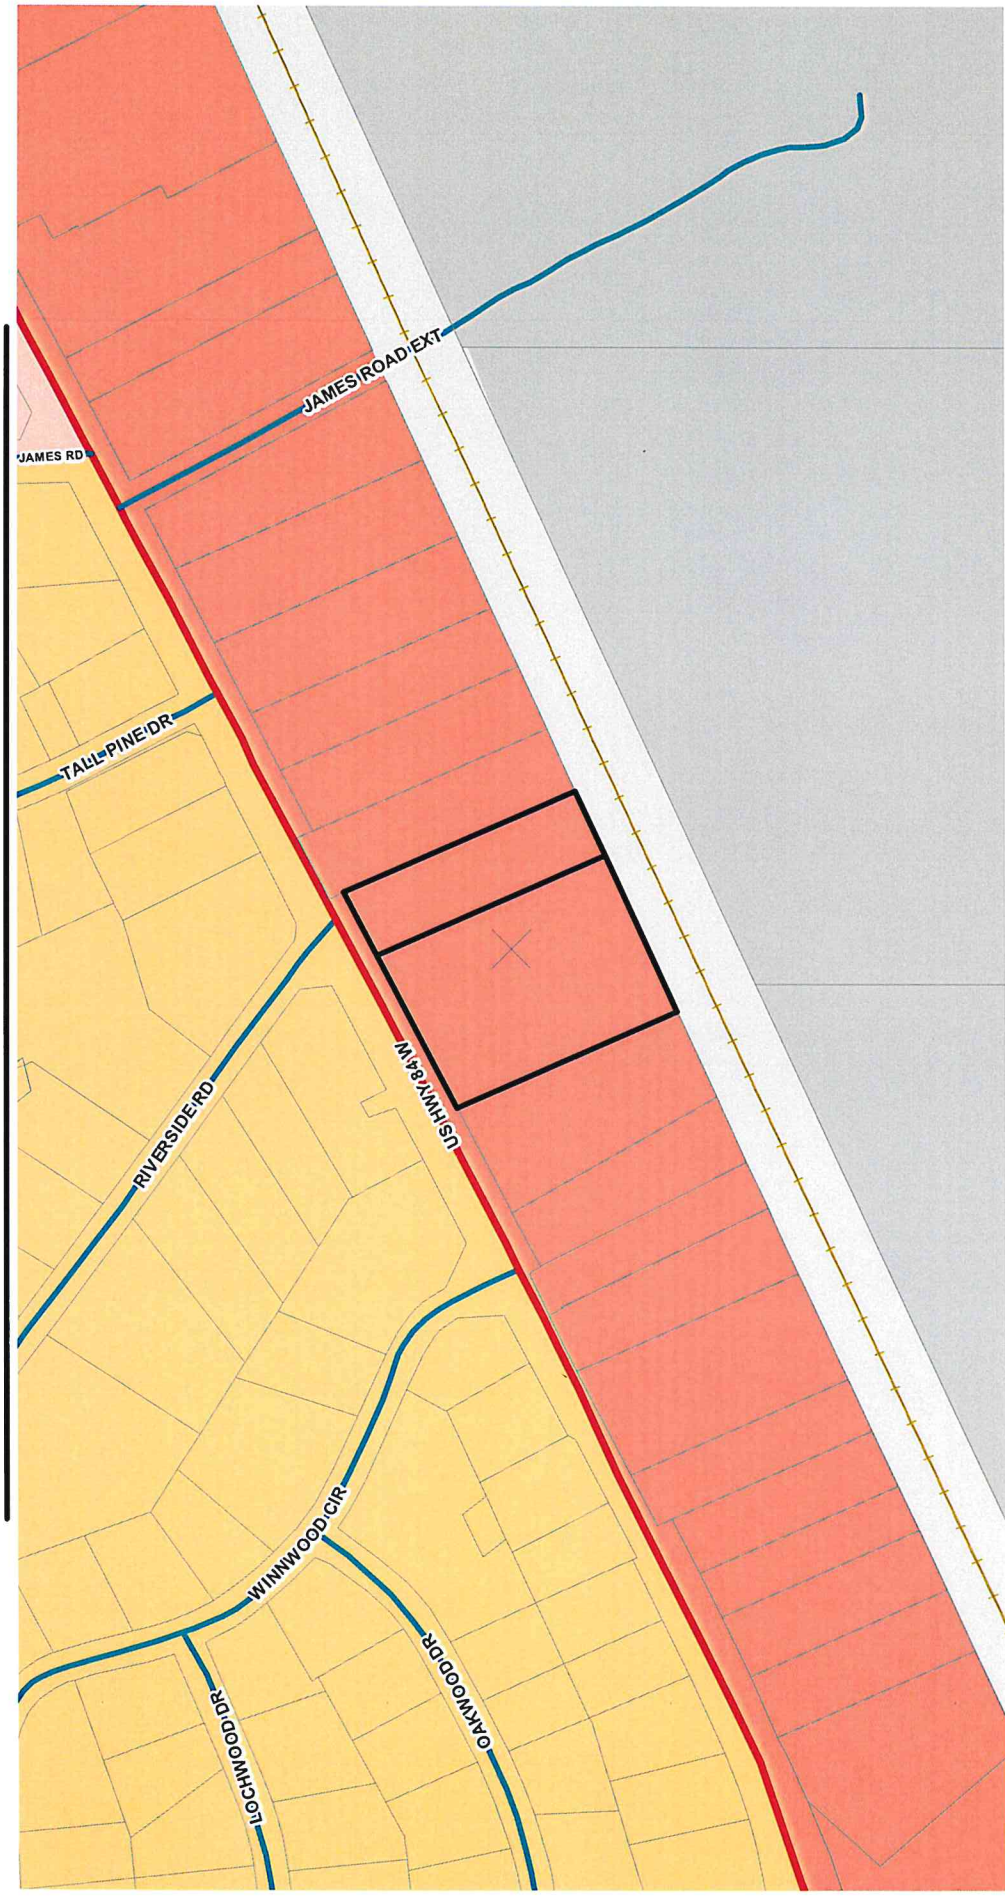 JAMES ROAD EXT
JAMES RD
TALL PINE DR
US HWY 84 W
RIVERSIDE RD
WINNWOOD CIR
OAKWOOD DR
LOCHWOOD DR